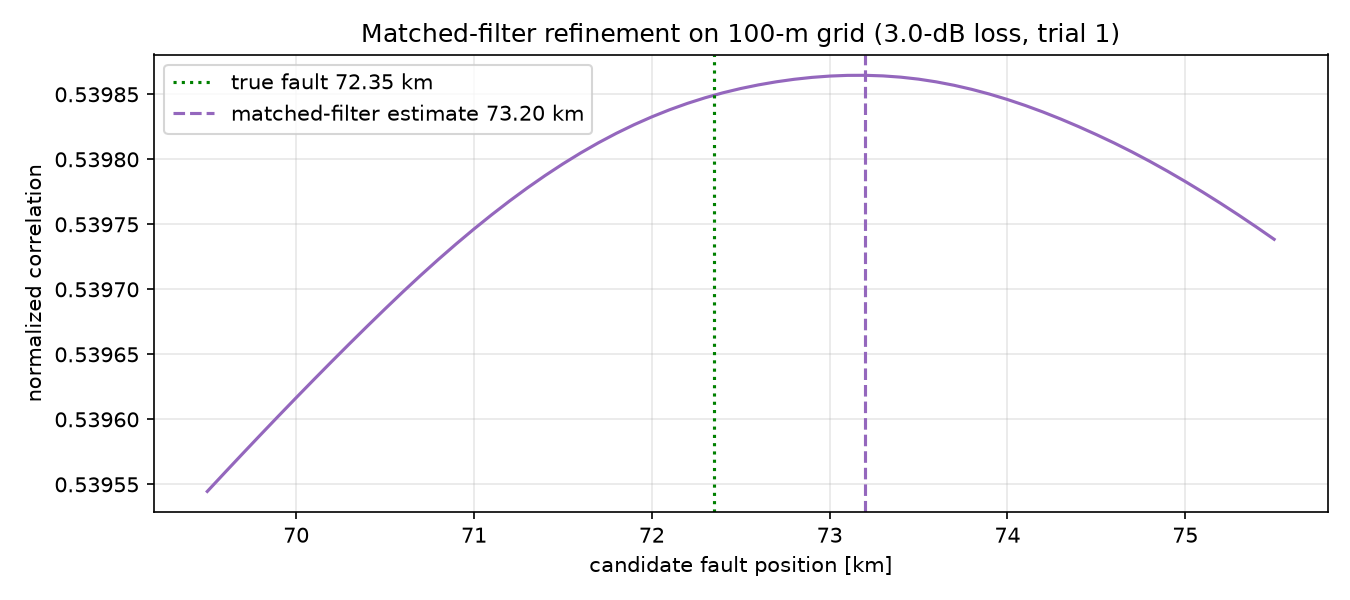 Matched-filter refinement on 100-m grid (3.0-dB loss, trial 1)
true fault 72.35 km
matched-filter estimate 73.20 km
normalized correlation
0.53985
0.53980
0.53975
0.53970
0.53965
0.53960
0.53955
70 71 72 73 74 75
candidate fault position [km]